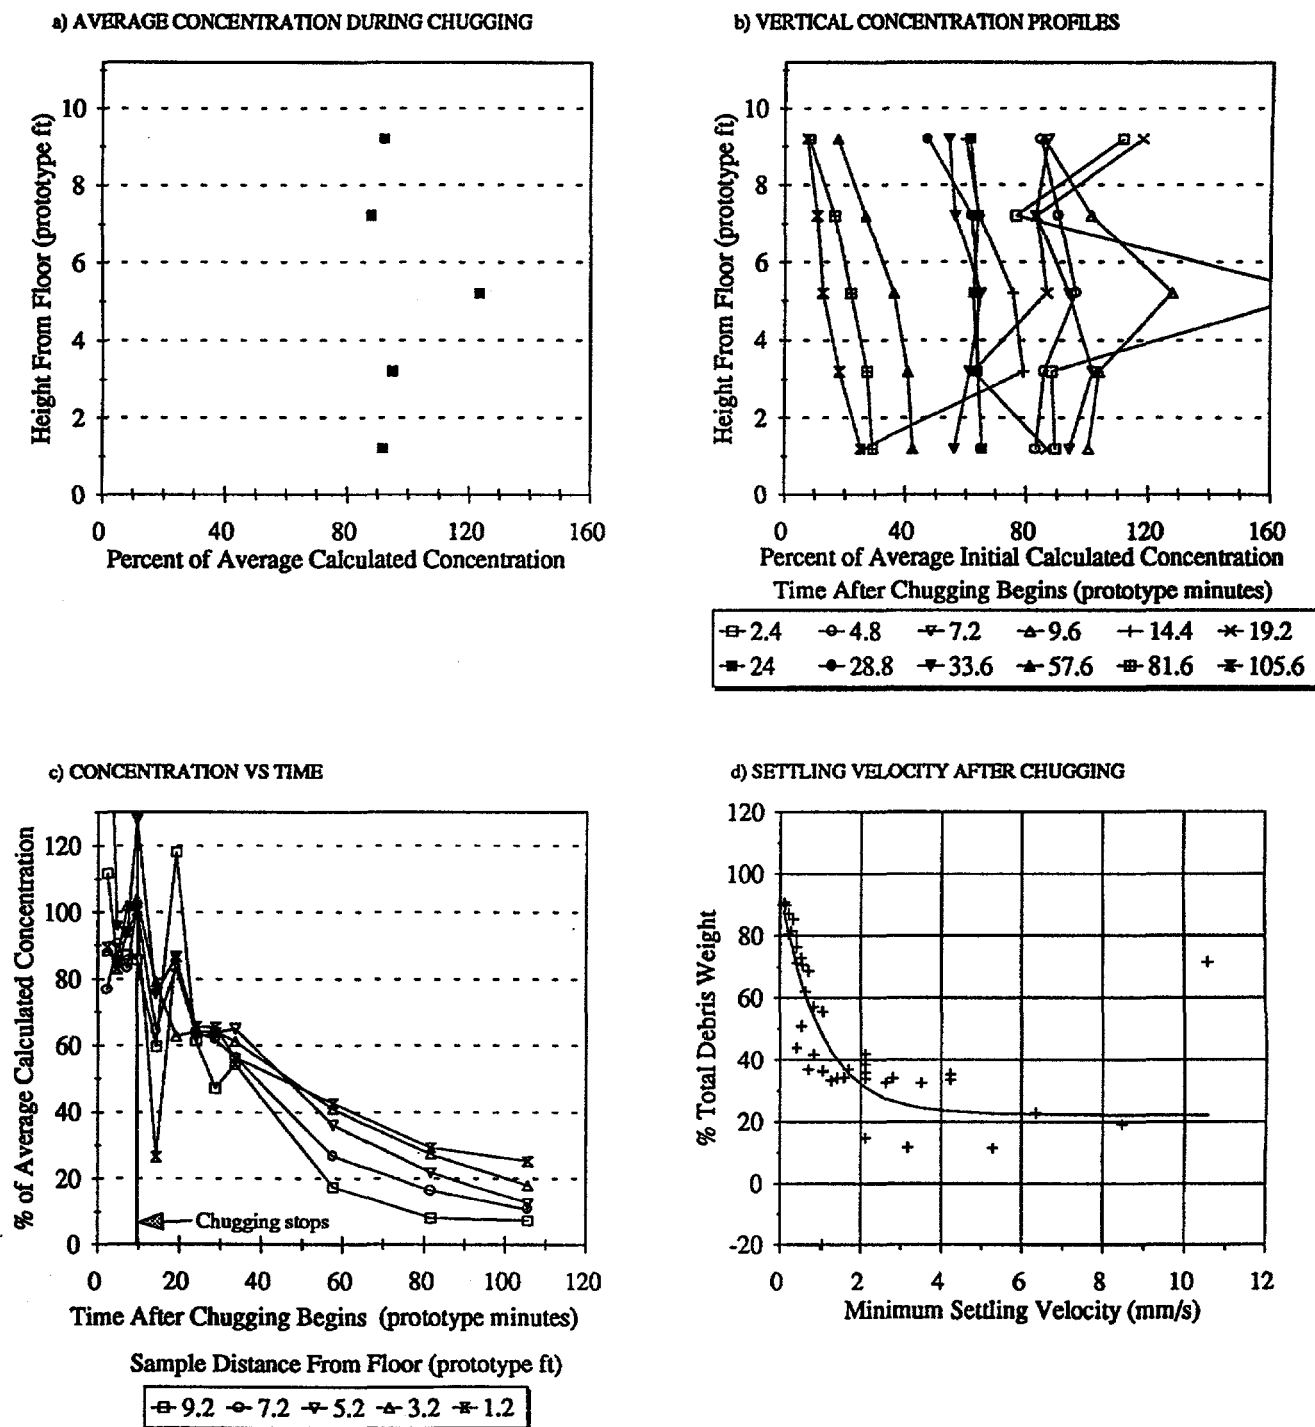 a) AVERAGE CONCENTRATION DURING CHUGGING
Height From Floor (prototype ft)
10
8
6
4
2
0
0 40 80 120 160
Percent of Average Calculated Concentration
b) VERTICAL CONCENTRATION PROFILES
Height From Floor (prototype ft)
10
8
6
4
2
0
0 40 80 120 160
Percent of Average Initial Calculated Concentration
Time After Chugging Begins (prototype minutes)
2.4 4.8 7.2 9.6 14.4 19.2
24 28.8 33.6 57.6 81.6 105.6
c) CONCENTRATION VS TIME
% of Average Calculated Concentration
120
100
80
60
40
20
0
Chugging stops
0 20 40 60 80 100 120
Time After Chugging Begins (prototype minutes)
Sample Distance From Floor (prototype ft)
9.2 7.2 5.2 3.2 1.2
d) SETTLING VELOCITY AFTER CHUGGING
% Total Debris Weight
120
100
80
60
40
20
0
-20
0 2 4 6 8 10 12
Minimum Settling Velocity (mm/s)